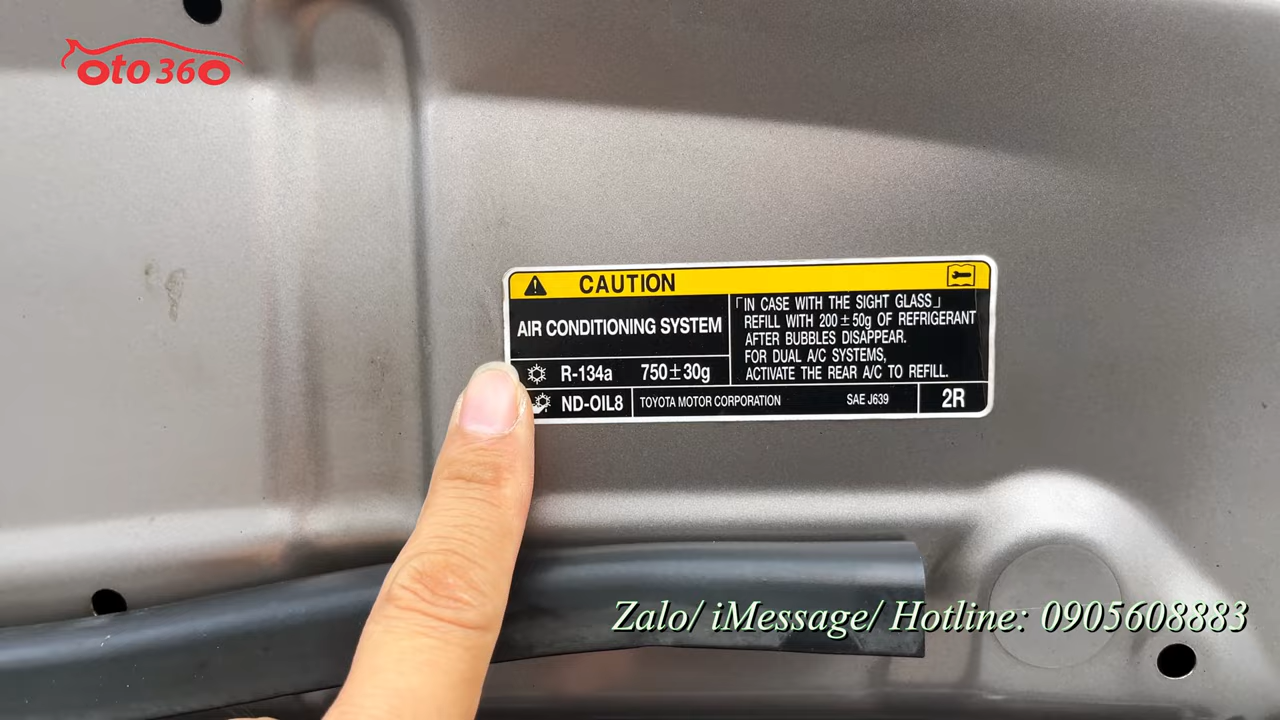 oto 360
CAUTION
AIR CONDITIONING SYSTEM
R-134a 750±30g
ND-OIL8
TOYOTA MOTOR CORPORATION SAE J639
2R
「IN CASE WITH THE SIGHT GLASS」
REFILL WITH 200±50g OF REFRIGERANT
AFTER BUBBLES DISAPPEAR.
FOR DUAL A/C SYSTEMS,
ACTIVATE THE REAR A/C TO REFILL.
Zalo/ iMessage/ Hotline: 0905608883